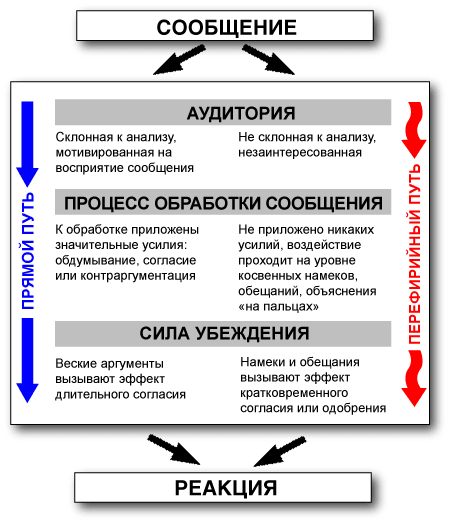 СООБЩЕНИЕ
АУДИТОРИЯ
Склонная к анализу,
мотивированная на
восприятие сообщения
Не склонная к анализу,
незаинтересованная
ПРОЦЕСС ОБРАБОТКИ СООБЩЕНИЯ
К обработке приложены
значительные усилия:
обдумывание, согласие
или контраргументация
Не приложено никаких
усилий, воздействие
проходит на уровне
косвенных намеков,
обещаний, объяснения
«на пальцах»
СИЛА УБЕЖДЕНИЯ
Веские аргументы
вызывают эффект
длительного согласия
Намеки и обещания
вызывают эффект
кратковременного
согласия или одобрения
ПРЯМОЙ ПУТЬ
ПЕРЕФИРИЙНЫЙ ПУТЬ
РЕАКЦИЯ